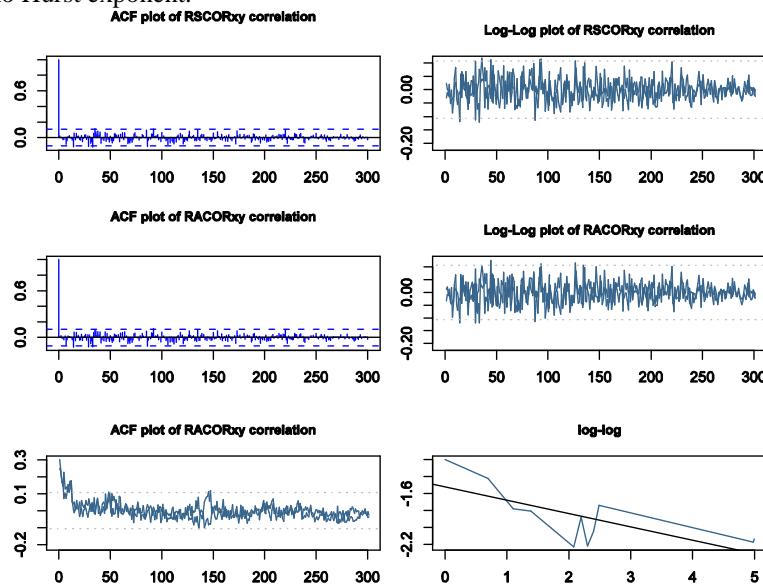 no Hurst exponent.
ACF plot of RSCORxy correlation
0.6
0.0
0 50 100 150 200 250 300
Log-Log plot of RSCORxy correlation
0.00
-0.20
0 50 100 150 200 250 300
ACF plot of RACORxy correlation
0.6
0.0
0 50 100 150 200 250 300
Log-Log plot of RACORxy correlation
0.00
-0.20
0 50 100 150 200 250 300
ACF plot of RACORxy correlation
0.3
0.1
-0.2
0 50 100 150 200 250 300
log-log
-1.6
-2.2
0 1 2 3 4 5